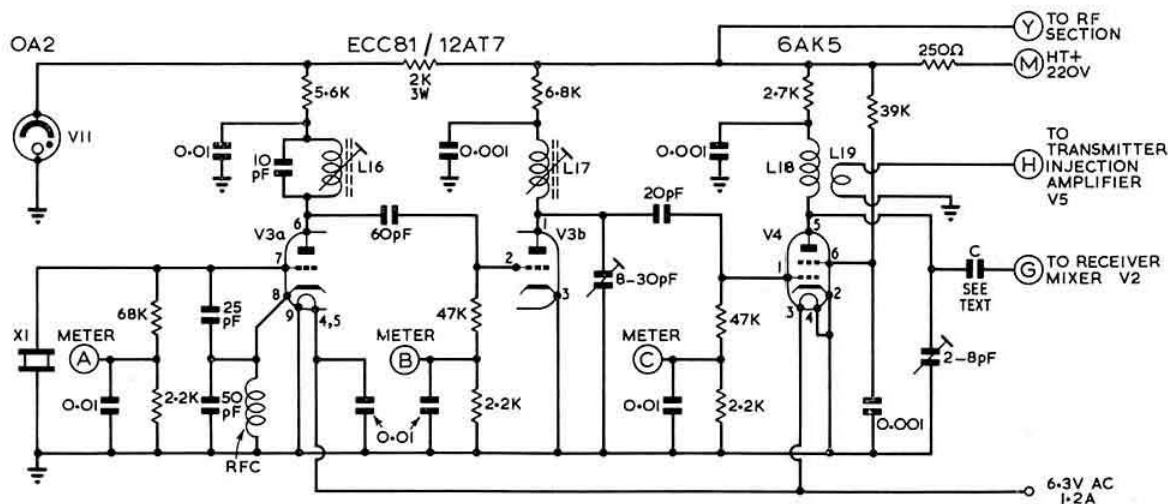 OA2
ECC81 / 12AT7
6AK5
Y
TO RF
SECTION
250Ω
M
HT+
220V
2K
3W
5·6K
6·8K
2·7K
39K
V11
0·01
10
pF
L16
0·001
L17
0·001
L18
L19
H
TO
TRANSMITTER
INJECTION
AMPLIFIER
V5
6
V3a
7
8
9
4,5
60pF
1
V3b
2
3
20pF
8-30pF
5
V4
1
6
2
3
4
C
SEE
TEXT
G
TO RECEIVER
MIXER V2
68K
25
pF
47K
47K
X1
METER
A
METER
B
METER
C
2-8pF
0·01
2·2K
50
pF
RFC
0·01
2·2K
0·01
2·2K
0·001
6·3V AC
1·2A